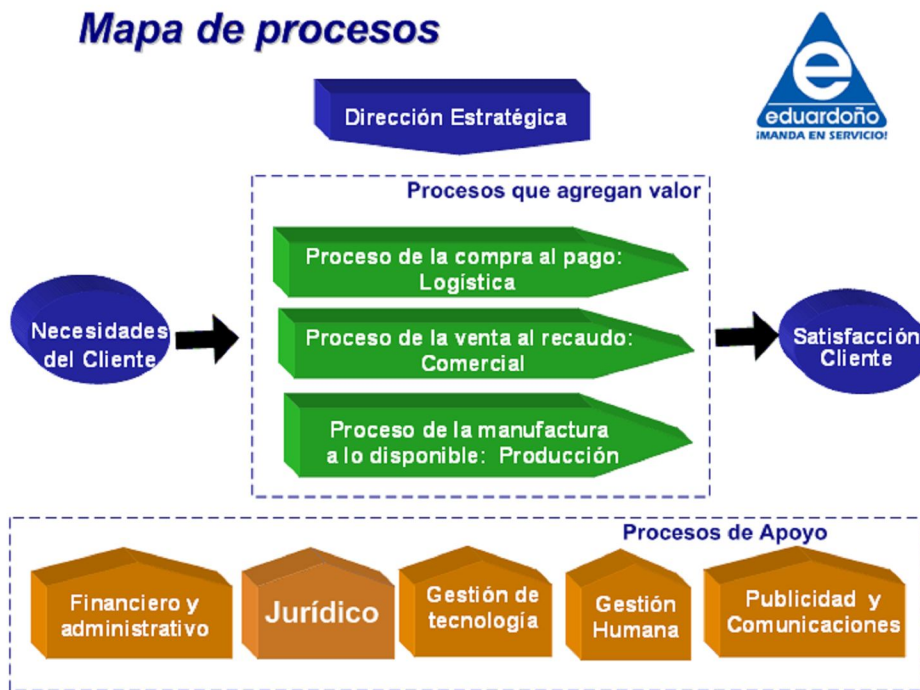 Mapa de procesos
e
eduardoño
¡MANDA EN SERVICIO!
Dirección Estratégica
Procesos que agregan valor
Proceso de la compra al pago:
Logística
Necesidades
del Cliente
Proceso de la venta al recaudo:
Comercial
Satisfacción
Cliente
Proceso de la manufactura
a lo disponible: Producción
Procesos de Apoyo
Financiero y
administrativo
Jurídico
Gestión de
tecnología
Gestión
Humana
Publicidad y
Comunicaciones